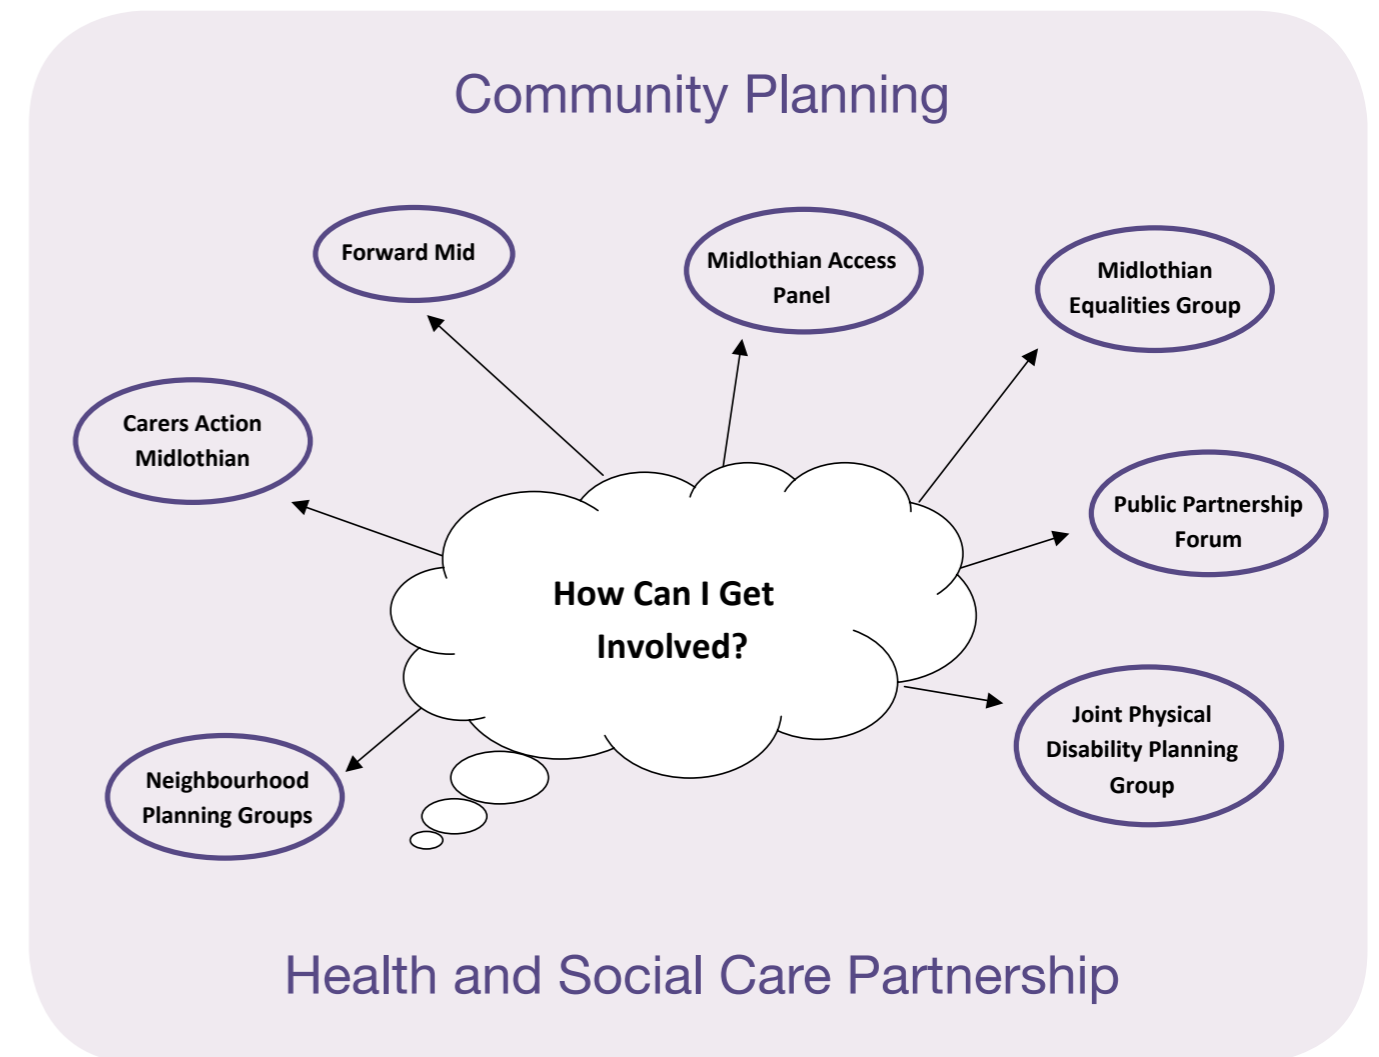 Community Planning
Forward Mid
Midlothian Access
Panel
Midlothian
Equalities Group
Carers Action
Midlothian
Public Partnership
Forum
How Can I Get
Involved?
Joint Physical
Disability Planning
Group
Neighbourhood
Planning Groups
Health and Social Care Partnership